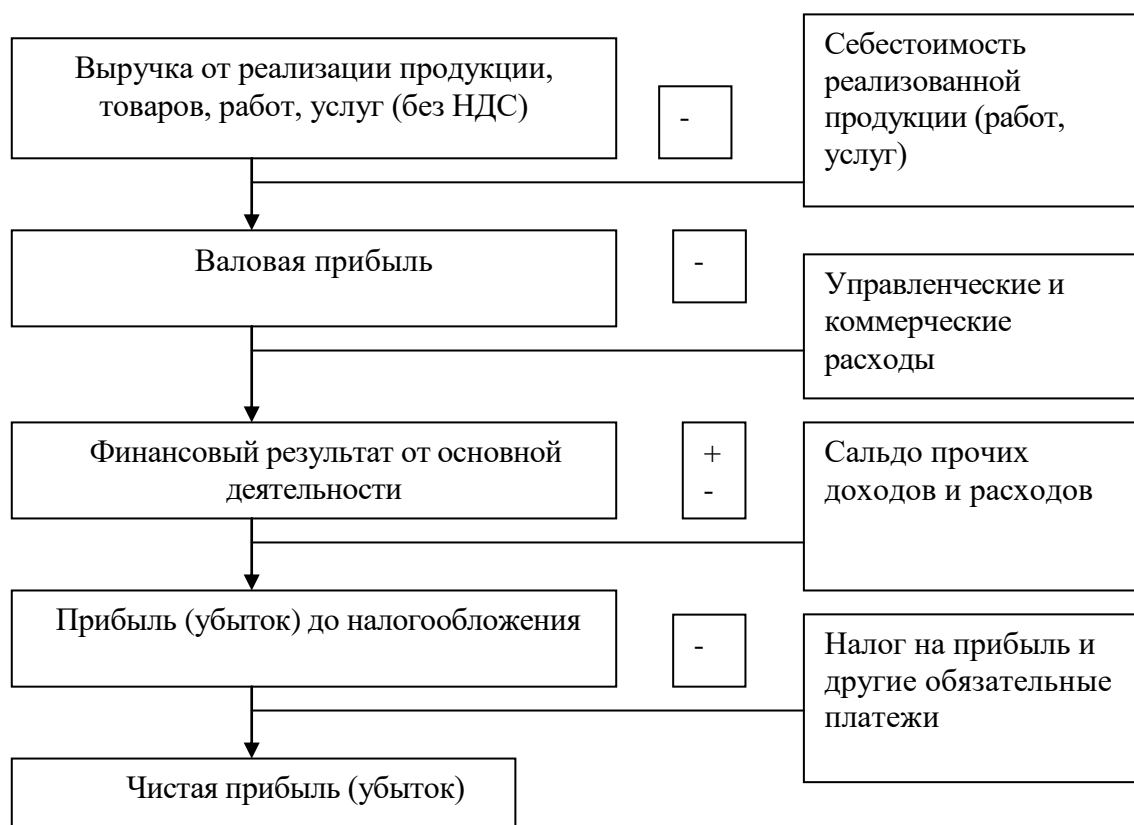 Выручка от реализации продукции,
товаров, работ, услуг (без НДС)
-
Себестоимость
реализованной
продукции (работ,
услуг)
Валовая прибыль
-
Управленческие и
коммерческие
расходы
Финансовый результат от основной
деятельности
+
-
Сальдо прочих
доходов и расходов
Прибыль (убыток) до налогообложения
-
Налог на прибыль и
другие обязательные
платежи
Чистая прибыль (убыток)